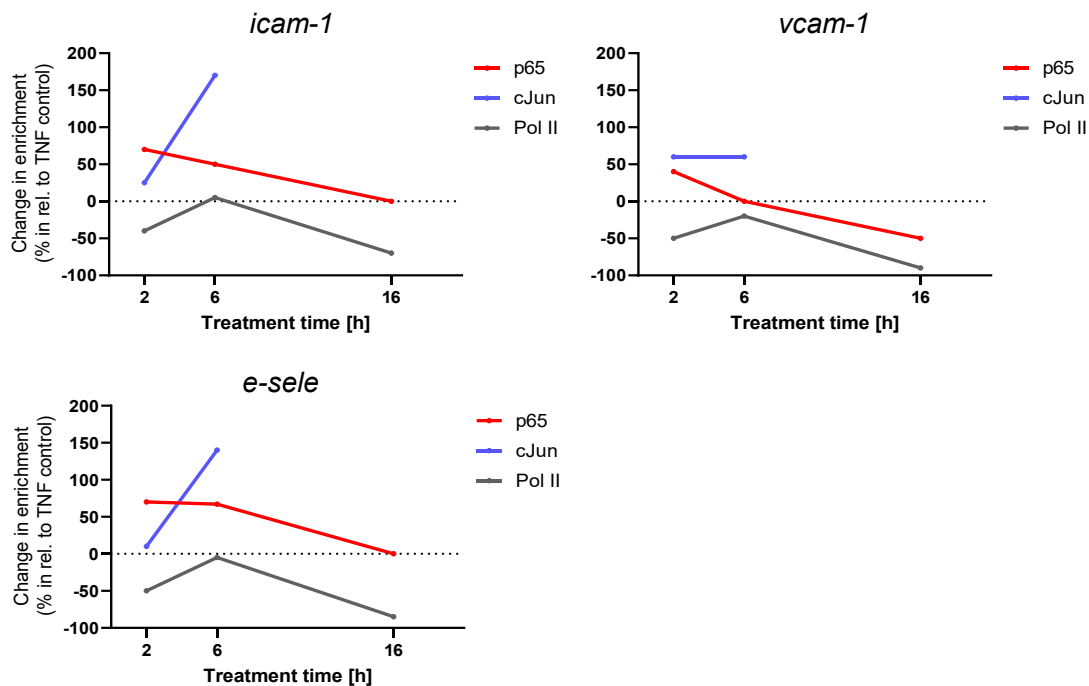 icam-1
200
150
100
50
0
-50
-100
Change in enrichment
(% in rel. to TNF control)
2
6
16
Treatment time [h]
p65
cJun
Pol II
vcam-1
200
150
100
50
0
-50
-100
2
6
16
Treatment time [h]
p65
cJun
Pol II
e-sele
200
150
100
50
0
-50
-100
Change in enrichment
(% in rel. to TNF control)
2
6
16
Treatment time [h]
p65
cJun
Pol II